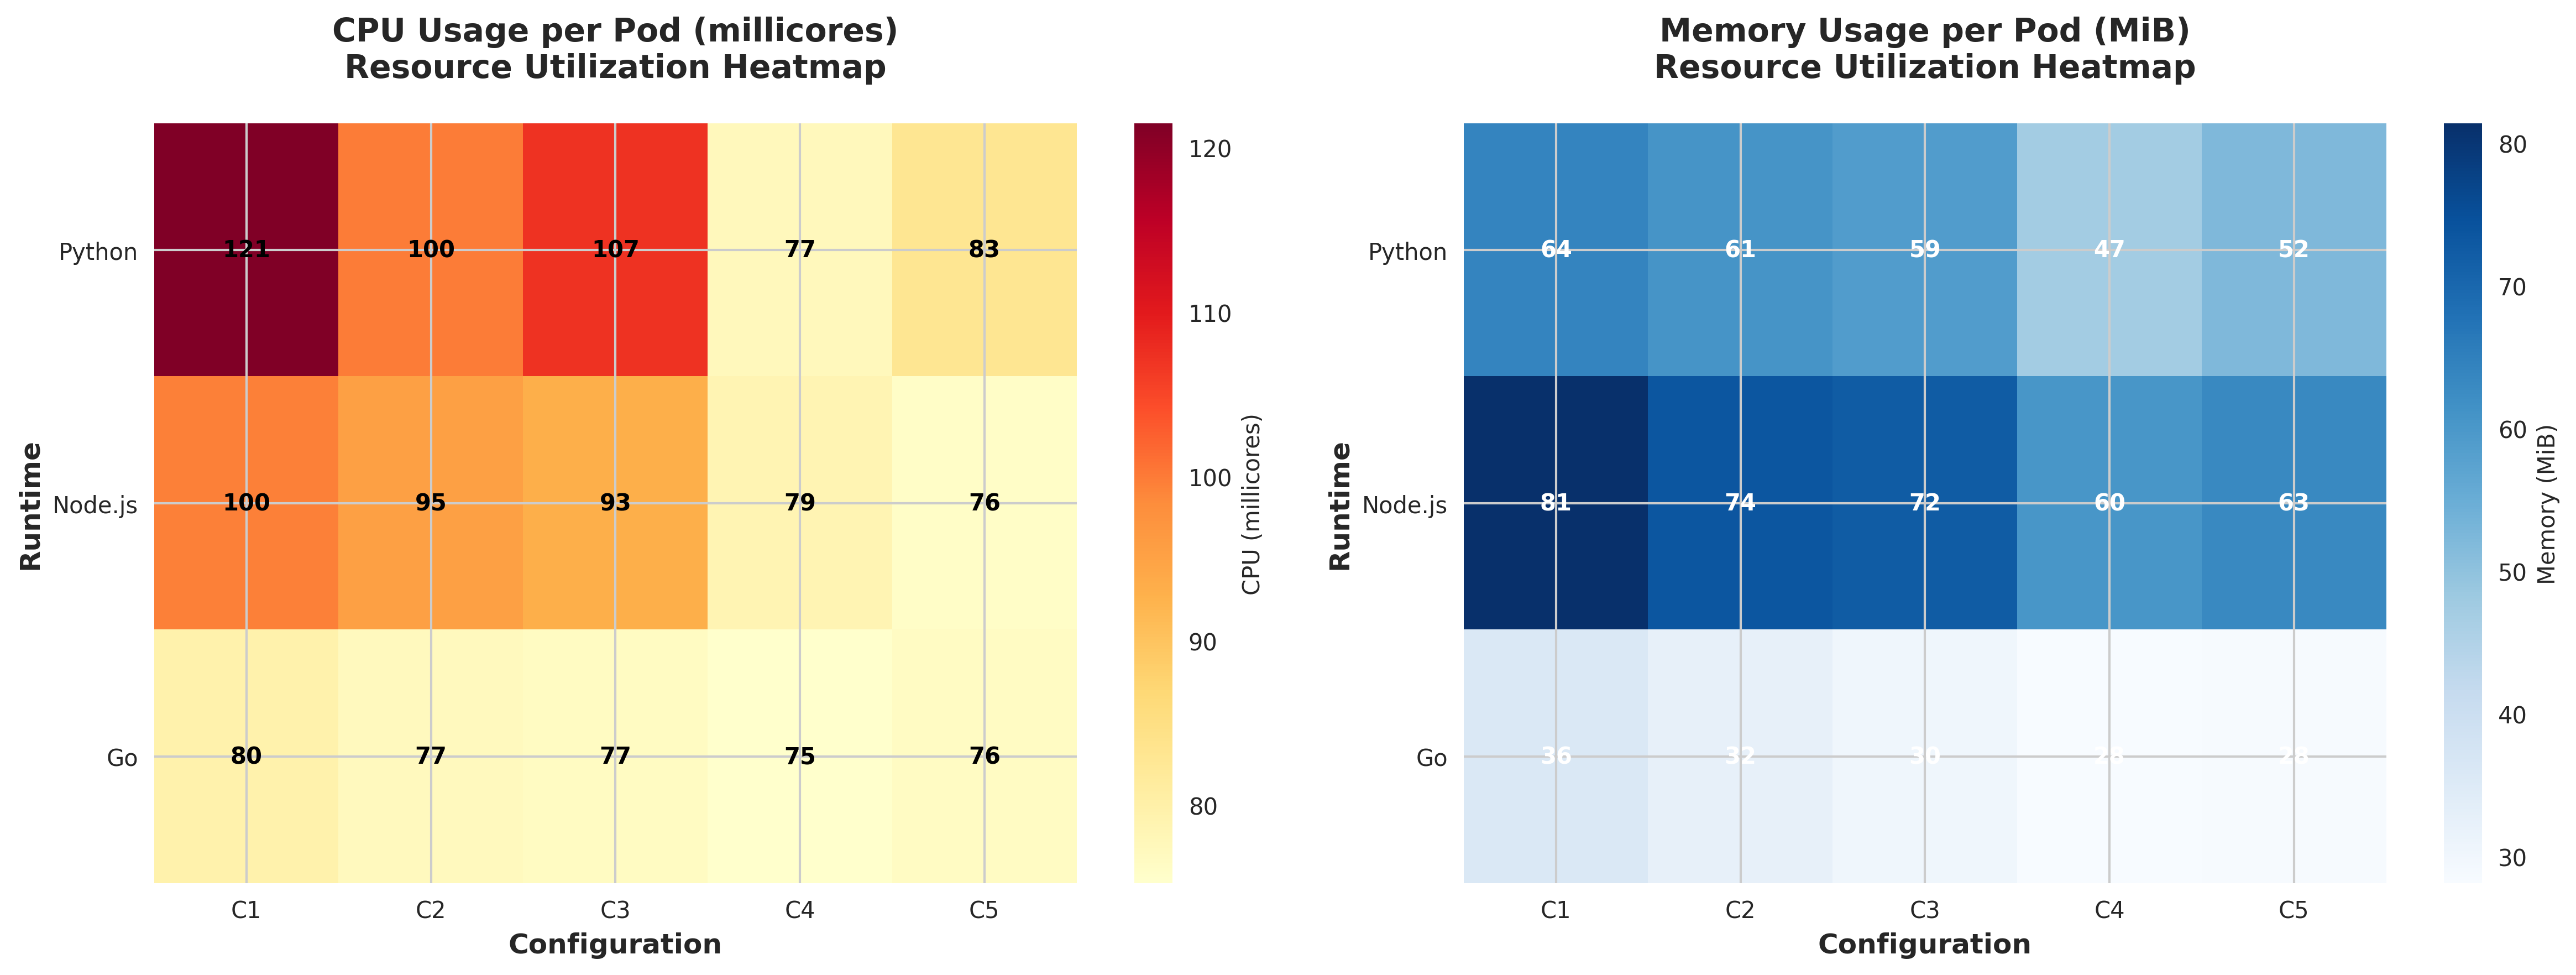 CPU Usage per Pod (millicores)
Resource Utilization Heatmap
Runtime
Python
121 100 107 77 83
Node.js
100 95 93 79 76
Go
80 77 77 75 76
C1 C2 C3 C4 C5
Configuration
120
110
100
90
80
CPU (millicores)
Memory Usage per Pod (MiB)
Resource Utilization Heatmap
Runtime
Python
64 61 59 47 52
Node.js
81 74 72 60 63
Go
36 32 30 28 28
C1 C2 C3 C4 C5
Configuration
80
70
60
50
40
30
Memory (MiB)